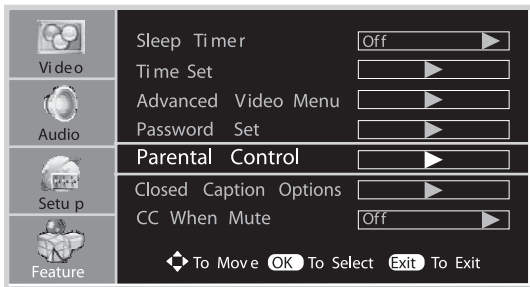 Video
Audio
Setup
Feature
Sleep Timer Off
Time Set
Advanced Video Menu
Password Set
Parental Control
Closed Caption Options
CC When Mute Off
To Move OK To Select Exit To Exit